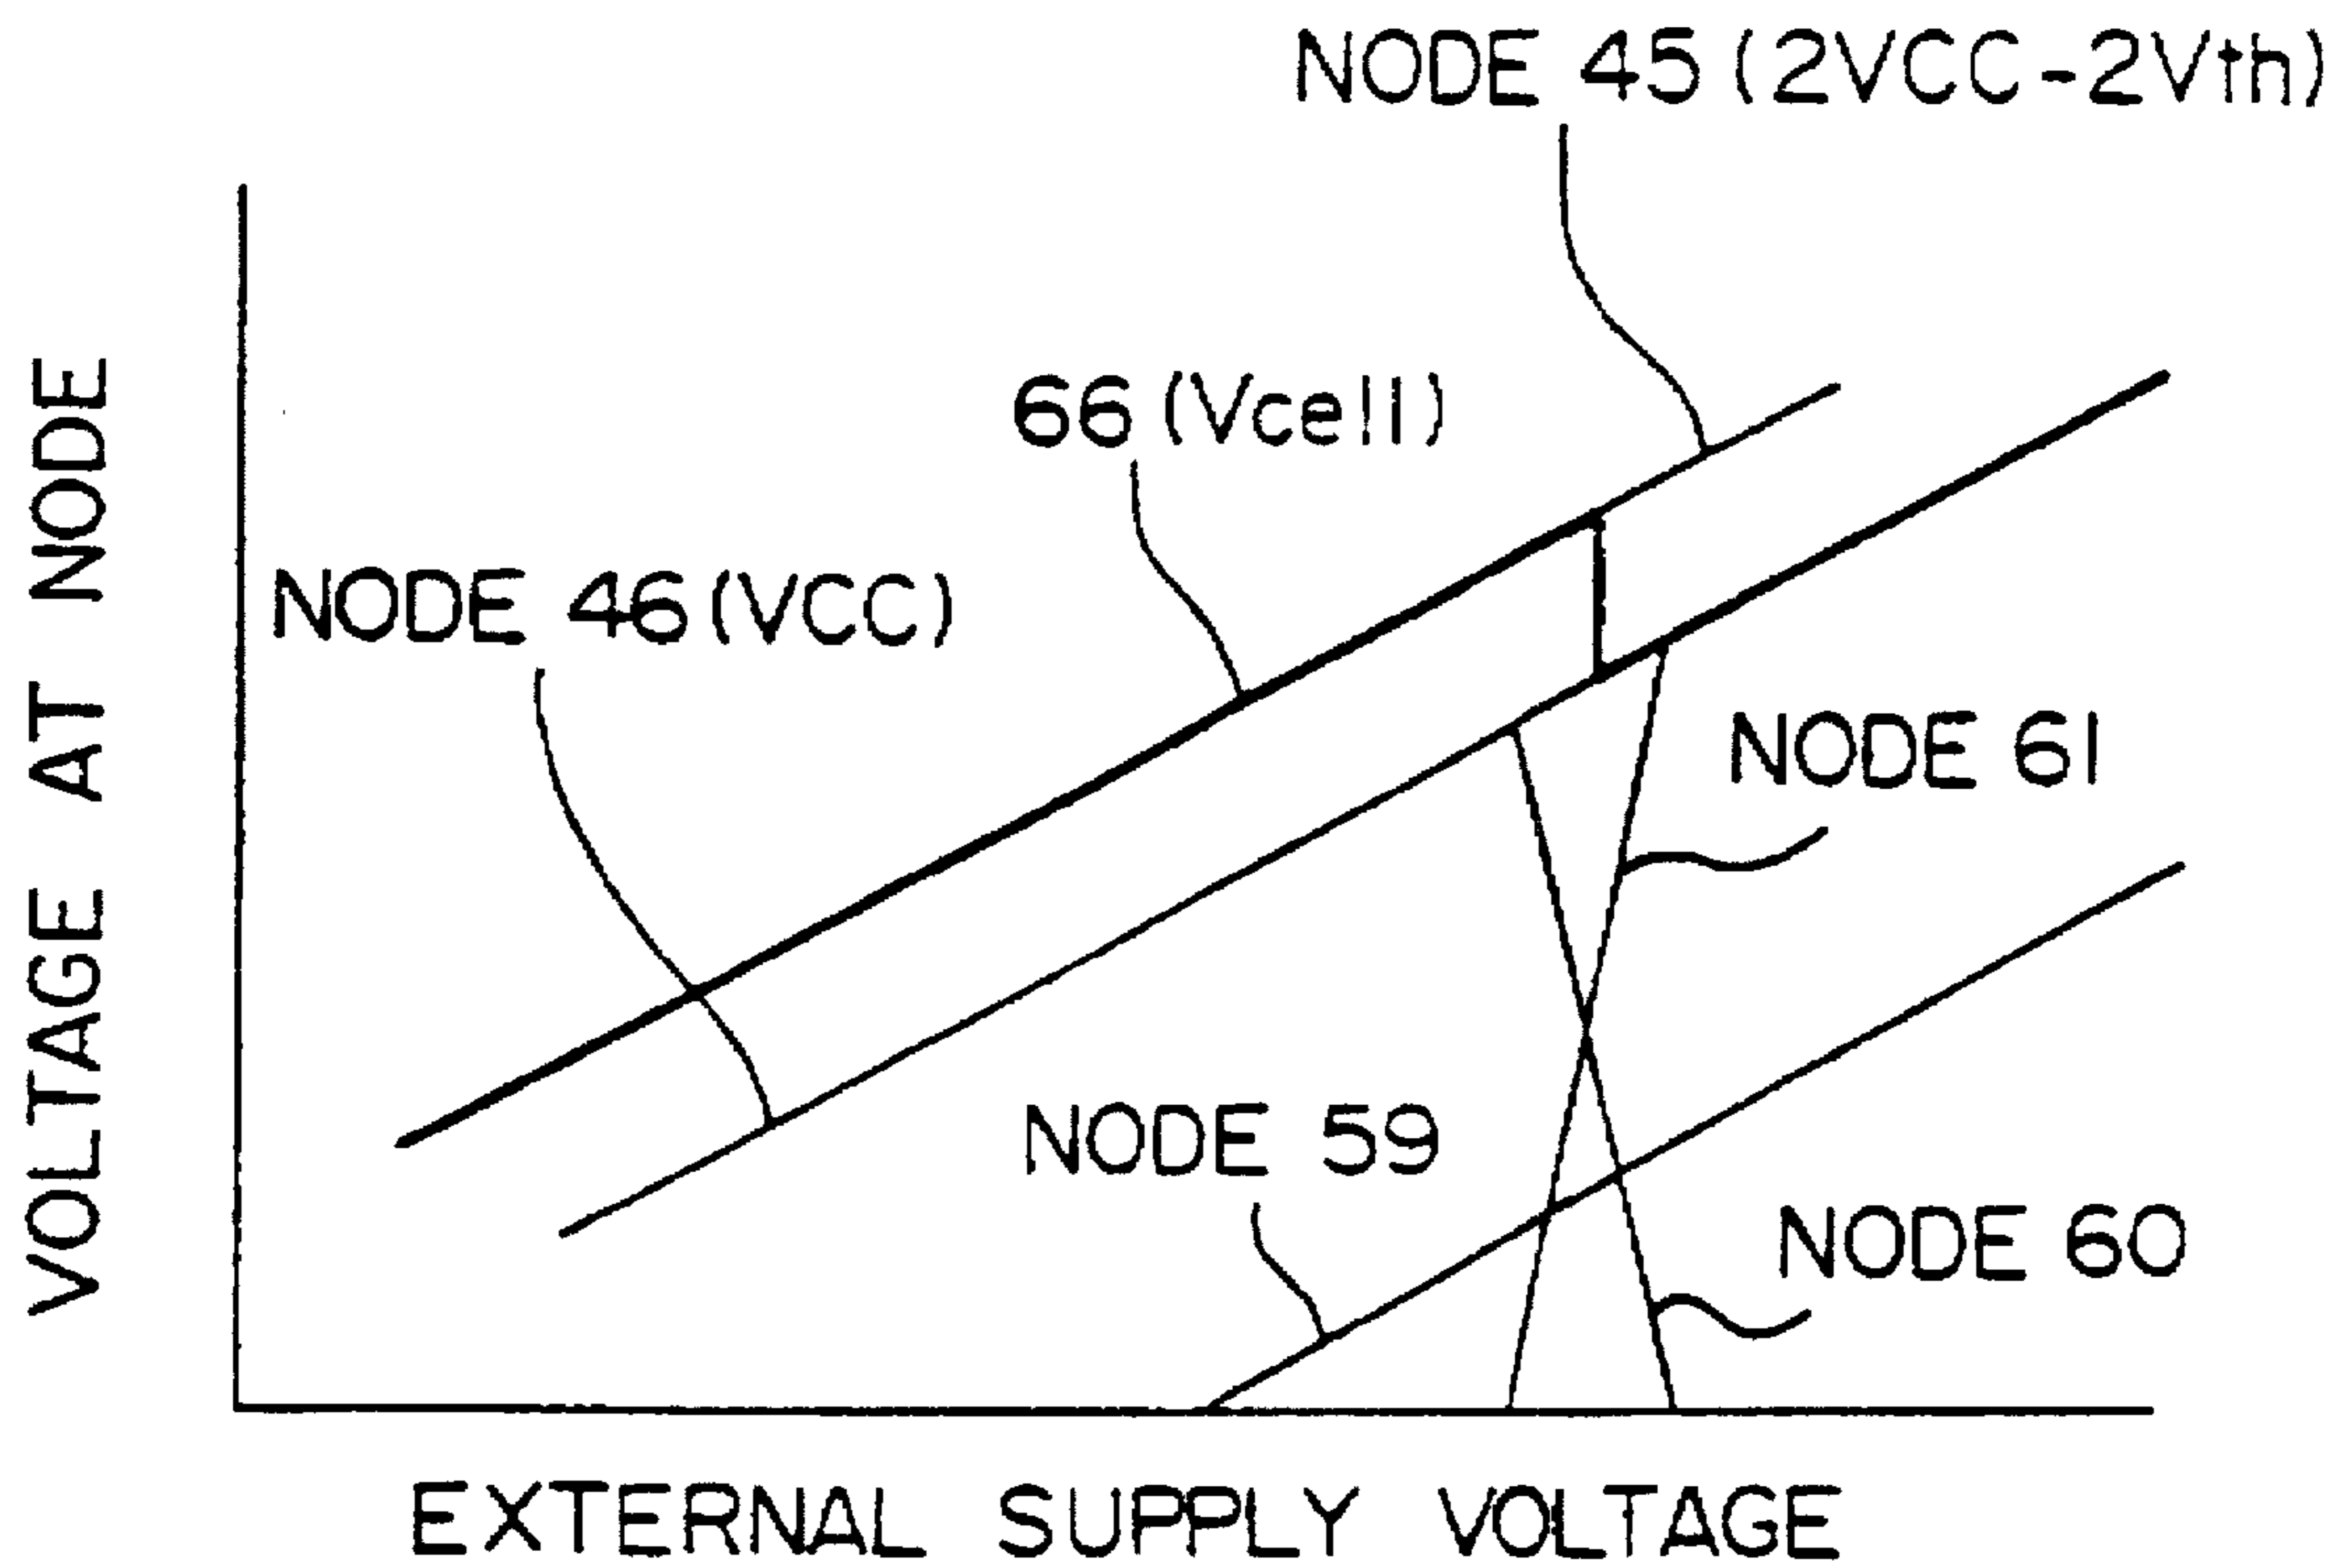 NODE 45 (2VCC-2Vth)
66 (Vcell)
NODE 46 (VCC)
NODE 61
NODE 59
NODE 60
VOLTAGE AT NODE
EXTERNAL SUPPLY VOLTAGE